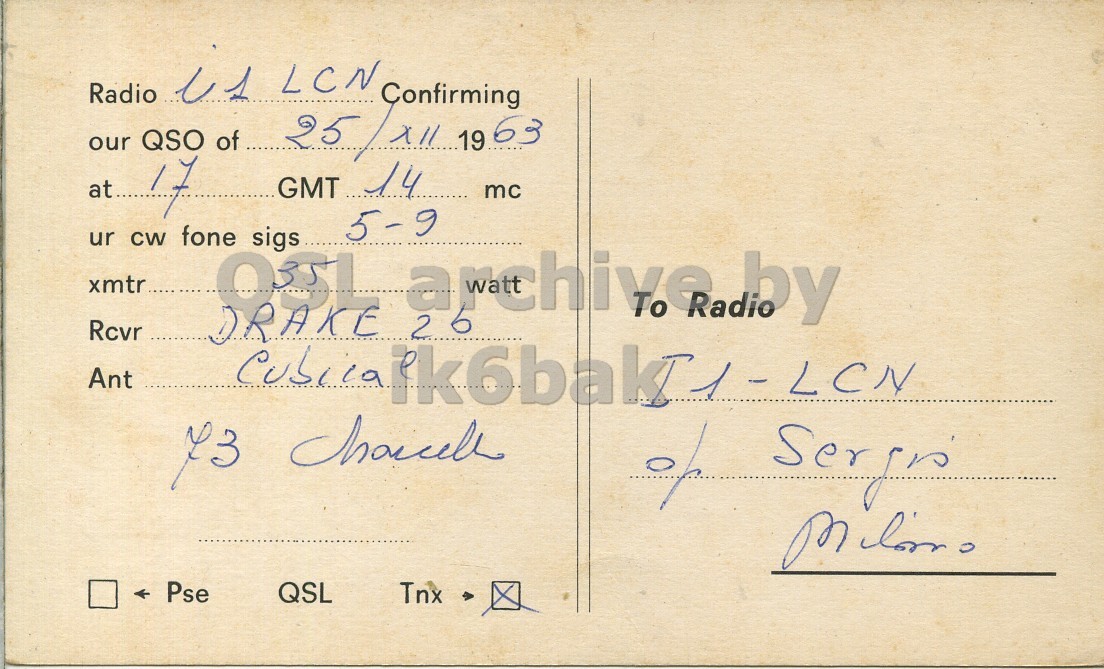 Radio i1 LCN Confirming
our QSO of 25/XII 1963
at 17 GMT 14 mc
ur cw fone sigs 5-9
xmtr 35 watt
Rcvr DRAKE 2b
Ant Cubical
73 Marcello
← Pse QSL Tnx →
To Radio
I1-LCN
op Sergio
Milano
QSL archive by
ik6bak